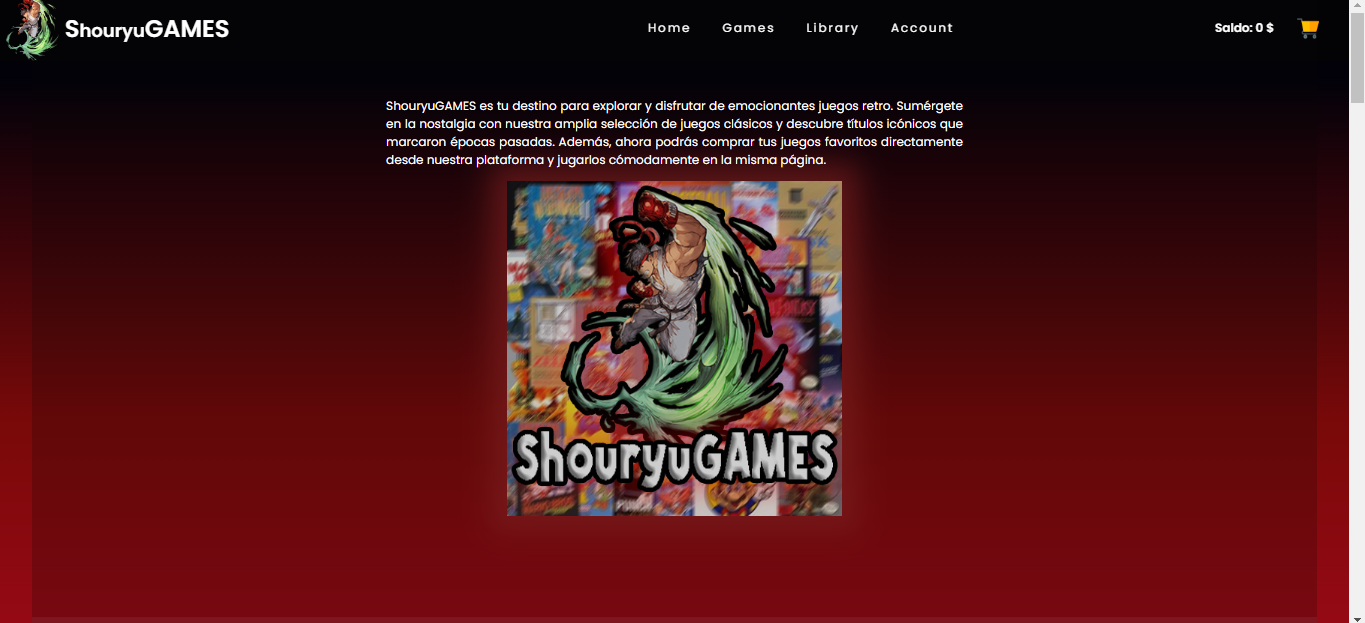 ShouryuGAMES
Home Games Library Account
Saldo: 0 $
ShouryuGAMES es tu destino para explorar y disfrutar de emocionantes juegos retro. Sumérgete
en la nostalgia con nuestra amplia selección de juegos clásicos y descubre títulos icónicos que
marcaron épocas pasadas. Además, ahora podrás comprar tus juegos favoritos directamente
desde nuestra plataforma y jugarlos cómodamente en la misma página.
ShouryuGAMES